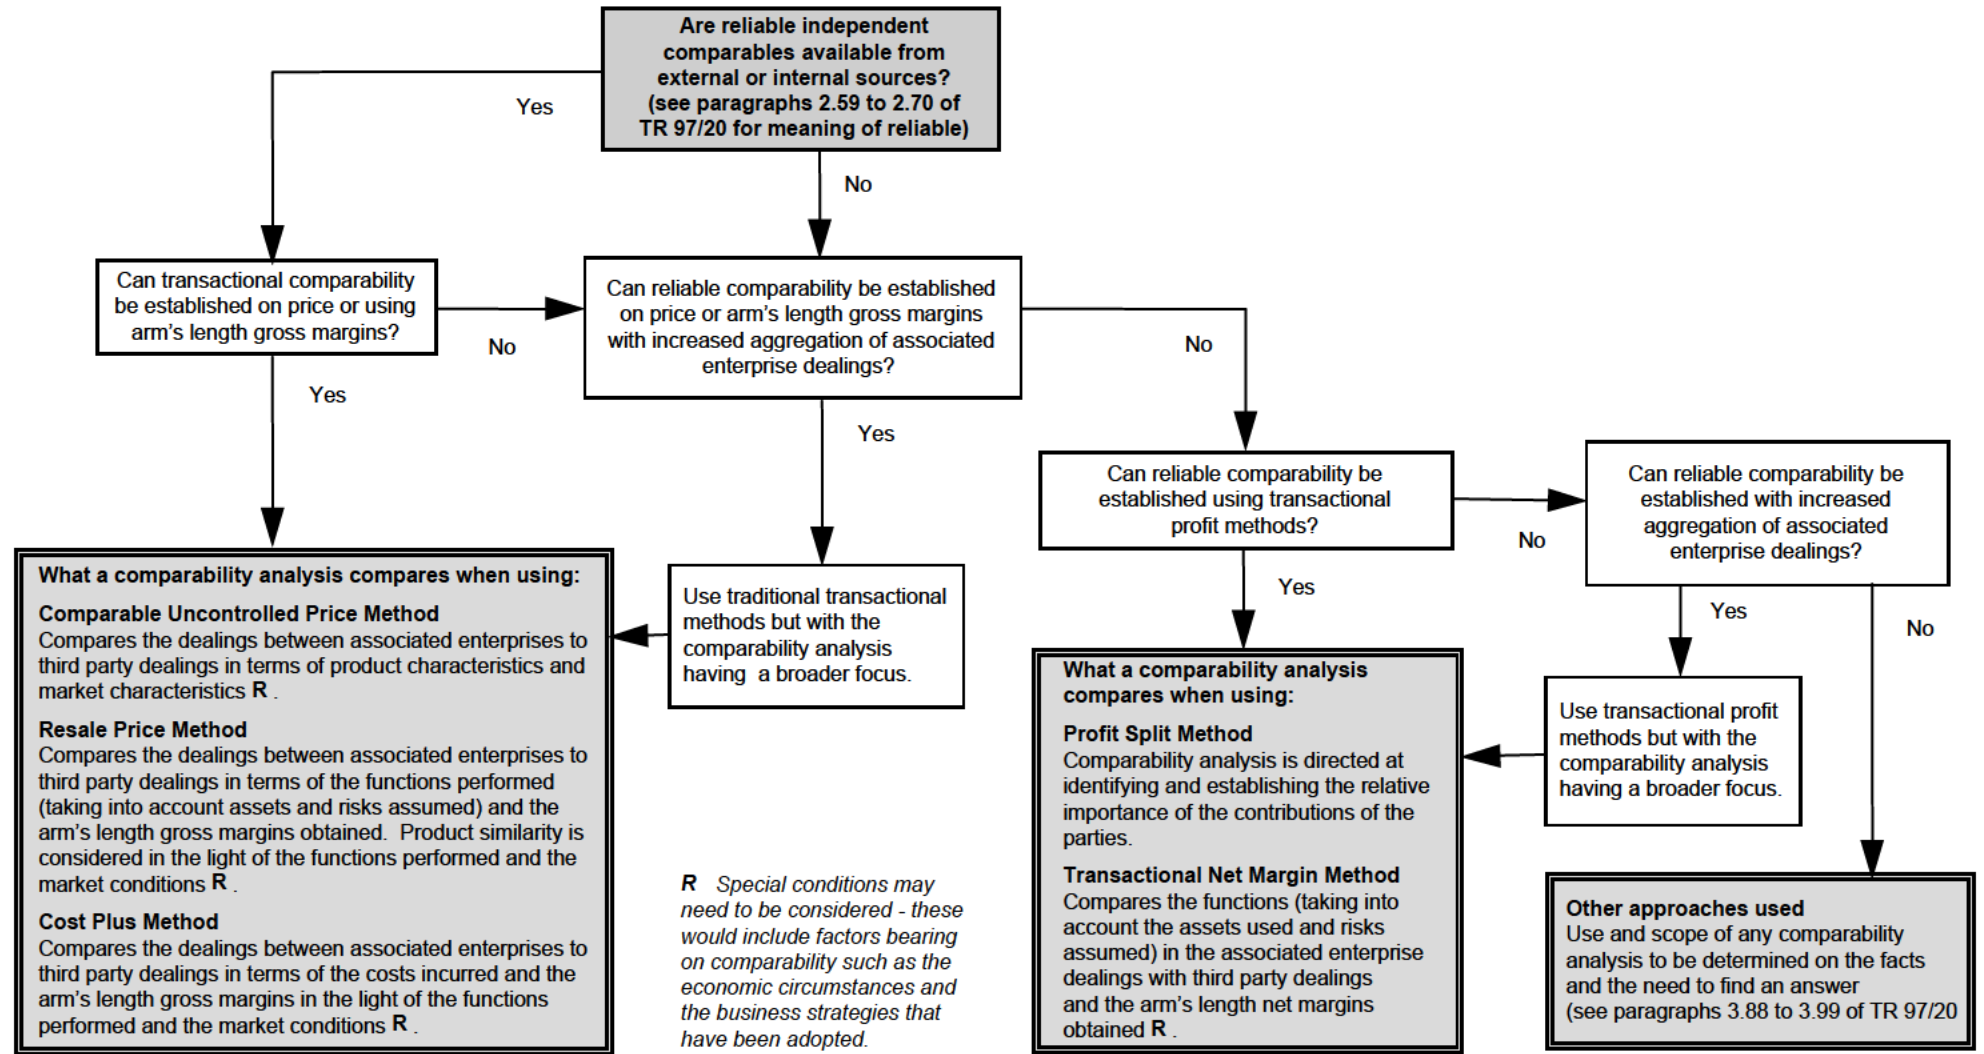 Are reliable independent
comparables available from
external or internal sources?
(see paragraphs 2.59 to 2.70 of
TR 97/20 for meaning of reliable)
Yes
No
Can transactional comparability
be established on price or using
arm's length gross margins?
No
Yes
Can reliable comparability be established
on price or arm's length gross margins
with increased aggregation of associated
enterprise dealings?
No
Yes
Can reliable comparability be
established using transactional
profit methods?
No
Yes
Can reliable comparability be
established with increased
aggregation of associated
enterprise dealings?
Yes
No
What a comparability analysis compares when using:
Comparable Uncontrolled Price Method
Compares the dealings between associated enterprises to
third party dealings in terms of product characteristics and
market characteristics R .
Resale Price Method
Compares the dealings between associated enterprises to
third party dealings in terms of the functions performed
(taking into account assets and risks assumed) and the
arm's length gross margins obtained.  Product similarity is
considered in the light of the functions performed and the
market conditions R .
Cost Plus Method
Compares the dealings between associated enterprises to
third party dealings in terms of the costs incurred and the
arm's length gross margins in the light of the functions
performed and the market conditions R .
Use traditional transactional
methods but with the
comparability analysis
having  a broader focus.
R   Special conditions may
need to be considered - these
would include factors bearing
on comparability such as the
economic circumstances and
the business strategies that
have been adopted.
What a comparability analysis
compares when using:
Profit Split Method
Comparability analysis is directed at
identifying and establishing the relative
importance of the contributions of the
parties.
Transactional Net Margin Method
Compares the functions (taking into
account the assets used and risks
assumed) in the associated enterprise
dealings with third party dealings
and the arm's length net margins
obtained R .
Use transactional profit
methods but with the
comparability analysis
having a broader focus.
Other approaches used
Use and scope of any comparability
analysis to be determined on the facts
and the need to find an answer
(see paragraphs 3.88 to 3.99 of TR 97/20